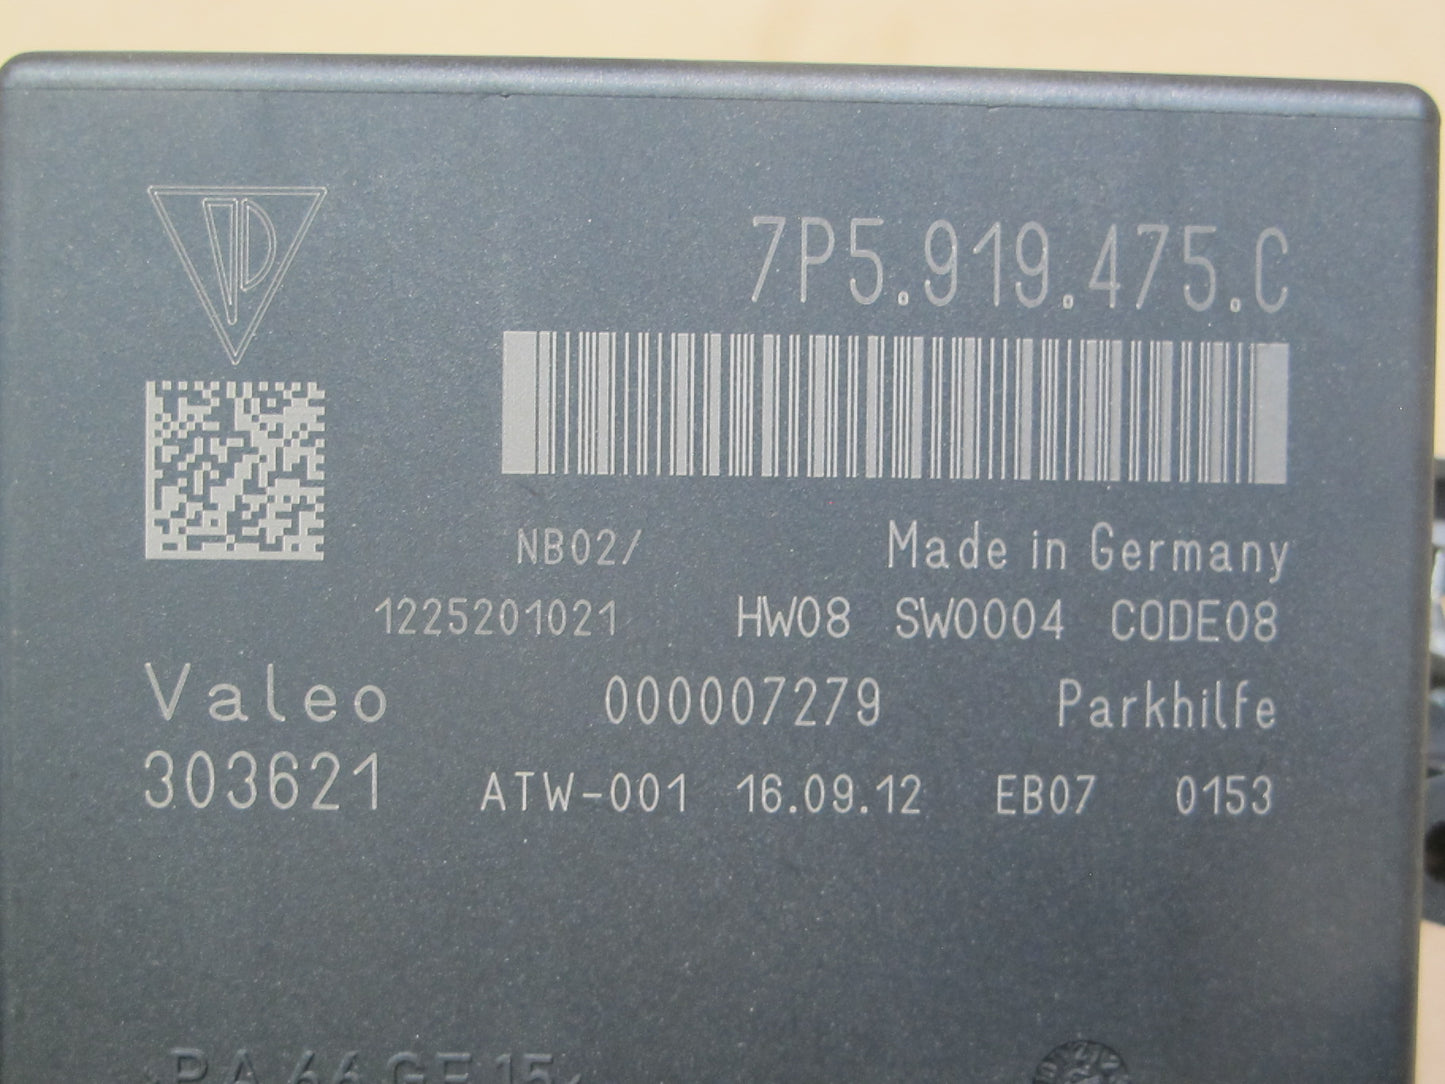 7P5.919.475.C
NB02/ Made in Germany
1225201021 HW08 SW0004 CODE08
Valeo 000007279 Parkhilfe
303621 ATW-001 16.09.12 EB07 0153
PA66GF15